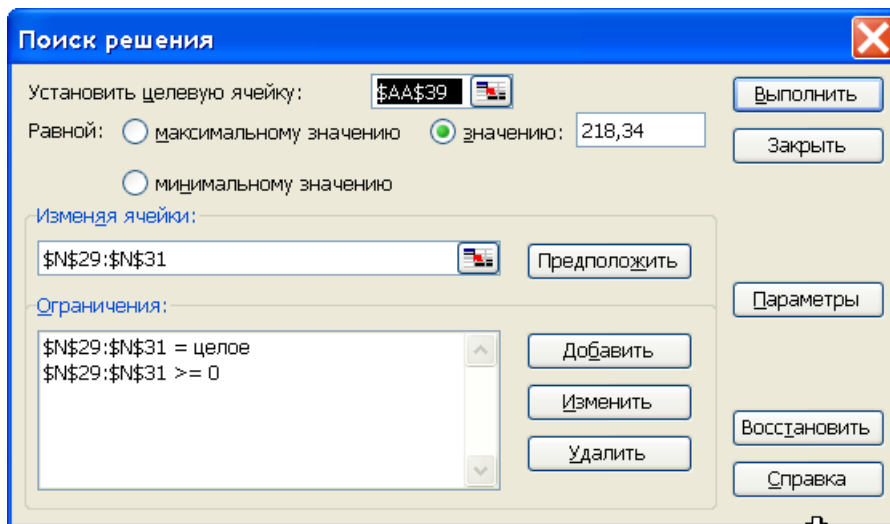 Поиск решения
Установить целевую ячейку: $AA$39
Выполнить
Равной: максимальному значению значению: 218,34
Закрыть
минимальному значению
Изменяя ячейки:
$N$29:$N$31
Предположить
Ограничения:
Параметры
$N$29:$N$31 = целое
Добавить
$N$29:$N$31 >= 0
Изменить
Восстановить
Удалить
Справка